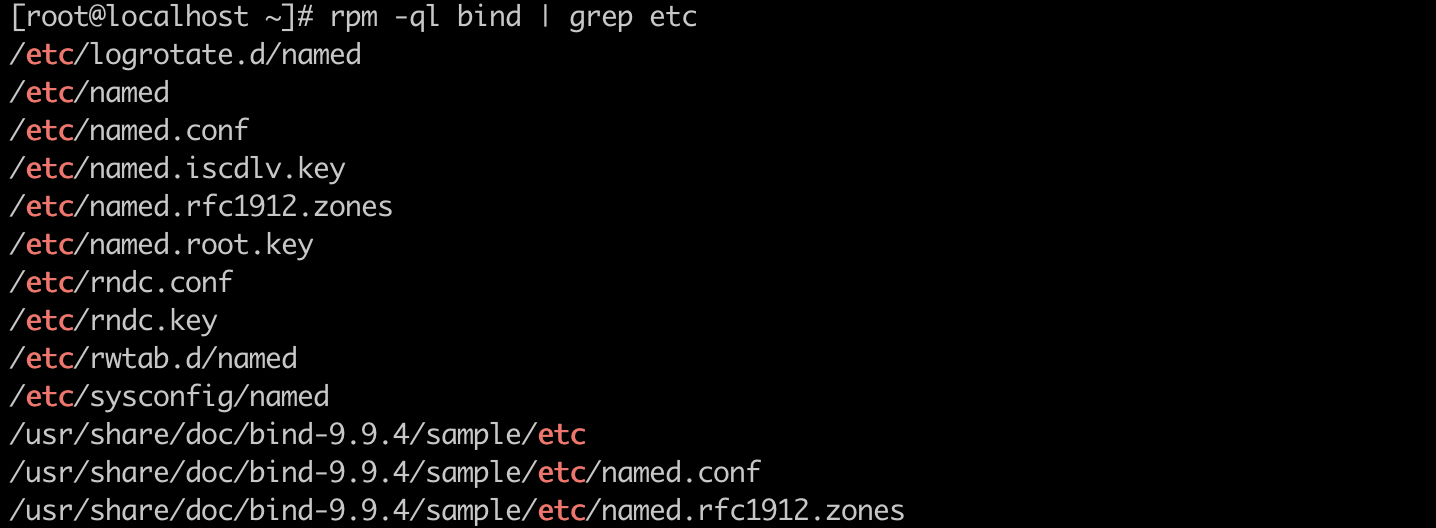 [root@localhost ~]# rpm -ql bind | grep etc
/etc/logrotate.d/named
/etc/named
/etc/named.conf
/etc/named.iscdlv.key
/etc/named.rfc1912.zones
/etc/named.root.key
/etc/rndc.conf
/etc/rndc.key
/etc/rwtab.d/named
/etc/sysconfig/named
/usr/share/doc/bind-9.9.4/sample/etc
/usr/share/doc/bind-9.9.4/sample/etc/named.conf
/usr/share/doc/bind-9.9.4/sample/etc/named.rfc1912.zones